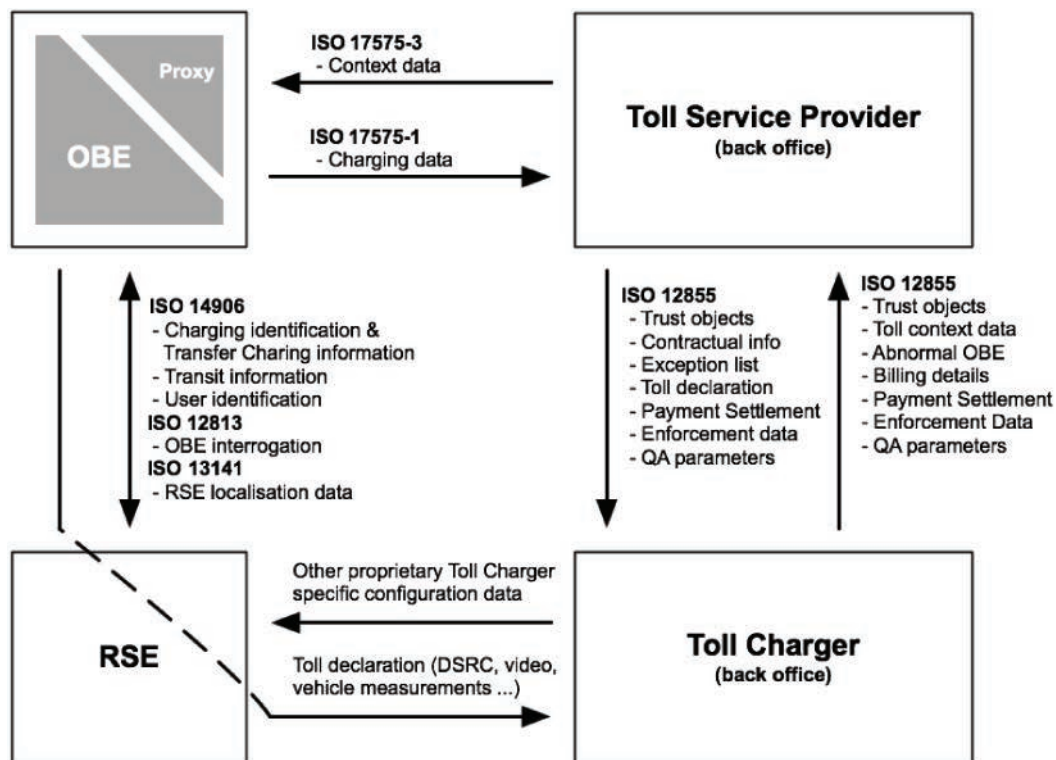 Proxy
OBE
ISO 17575-3
- Context data
ISO 17575-1
- Charging data
Toll Service Provider
(back office)
ISO 14906
- Charging identification &
Transfer Charing information
- Transit information
- User identification
ISO 12813
- OBE interrogation
ISO 13141
- RSE localisation data
ISO 12855
- Trust objects
- Contractual info
- Exception list
- Toll declaration
- Payment Settlement
- Enforcement data
- QA parameters
ISO 12855
- Trust objects
- Toll context data
- Abnormal OBE
- Billing details
- Payment Settlement
- Enforcement Data
- QA parameters
RSE
Other proprietary Toll Charger
specific configuration data
Toll declaration (DSRC, video,
vehicle measurements ...)
Toll Charger
(back office)